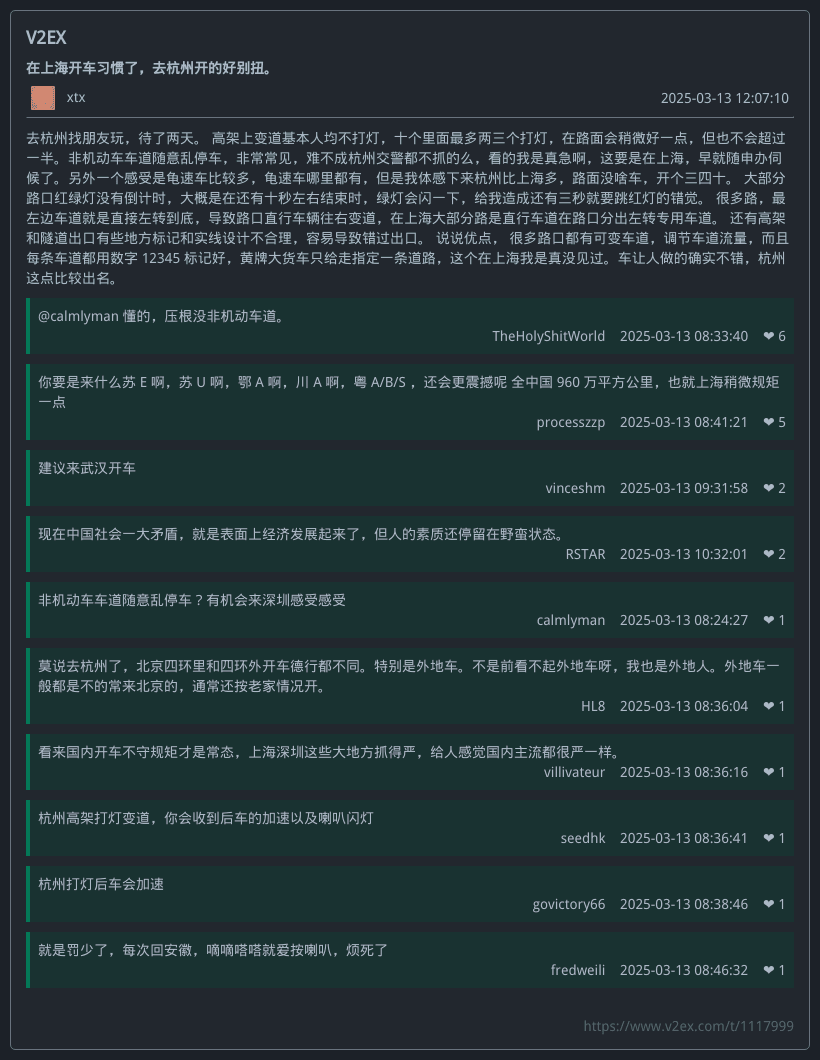 V2EX
在上海开车习惯了，去杭州开的好别扭。
xtx
2025-03-13 12:07:10
去杭州找朋友玩，待了两天。 高架上变道基本人均不打灯，十个里面最多两三个打灯，在路面会稍微好一点，但也不会超过
一半。非机动车车道随意乱停车，非常常见，难不成杭州交警都不抓的么，看的我是真急啊，这要是在上海，早就随申办伺
候了。另外一个感受是龟速车比较多，龟速车哪里都有，但是我体感下来杭州比上海多，路面没啥车，开个三四十。 大部分
路口红绿灯没有倒计时，大概是在还有十秒左右结束时，绿灯会闪一下，给我造成还有三秒就要跳红灯的错觉。 很多路，最
左边车道就是直接左转到底，导致路口直行车辆往右变道，在上海大部分路是直行车道在路口分出左转专用车道。 还有高架
和隧道出口有些地方标记和实线设计不合理，容易导致错过出口。 说说优点， 很多路口都有可变车道，调节车道流量，而且
每条车道都用数字 12345 标记好，黄牌大货车只给走指定一条道路，这个在上海我是真没见过。车让人做的确实不错，杭州
这点比较出名。
@calmlyman 懂的，压根没非机动车道。
TheHolyShitWorld 2025-03-13 08:33:40 ❤ 6
你要是来什么苏 E 啊，苏 U 啊，鄂 A 啊，川 A 啊，粤 A/B/S ，还会更震撼呢 全中国 960 万平方公里，也就上海稍微规矩
一点
processzzp 2025-03-13 08:41:21 ❤ 5
建议来武汉开车
vinceshm 2025-03-13 09:31:58 ❤ 2
现在中国社会一大矛盾，就是表面上经济发展起来了，但人的素质还停留在野蛮状态。
RSTAR 2025-03-13 10:32:01 ❤ 2
非机动车车道随意乱停车？有机会来深圳感受感受
calmlyman 2025-03-13 08:24:27 ❤ 1
莫说去杭州了，北京四环里和四环外开车德行都不同。特别是外地车。不是前看不起外地车呀，我也是外地人。外地车一
般都是不的常来北京的，通常还按老家情况开。
HL8 2025-03-13 08:36:04 ❤ 1
看来国内开车不守规矩才是常态，上海深圳这些大地方抓得严，给人感觉国内主流都很严一样。
villivateur 2025-03-13 08:36:16 ❤ 1
杭州高架打灯变道，你会收到后车的加速以及喇叭闪灯
seedhk 2025-03-13 08:36:41 ❤ 1
杭州打灯后车会加速
govictory66 2025-03-13 08:38:46 ❤ 1
就是罚少了，每次回安徽，嘀嘀嗒嗒就爱按喇叭，烦死了
fredweili 2025-03-13 08:46:32 ❤ 1
https://www.v2ex.com/t/1117999